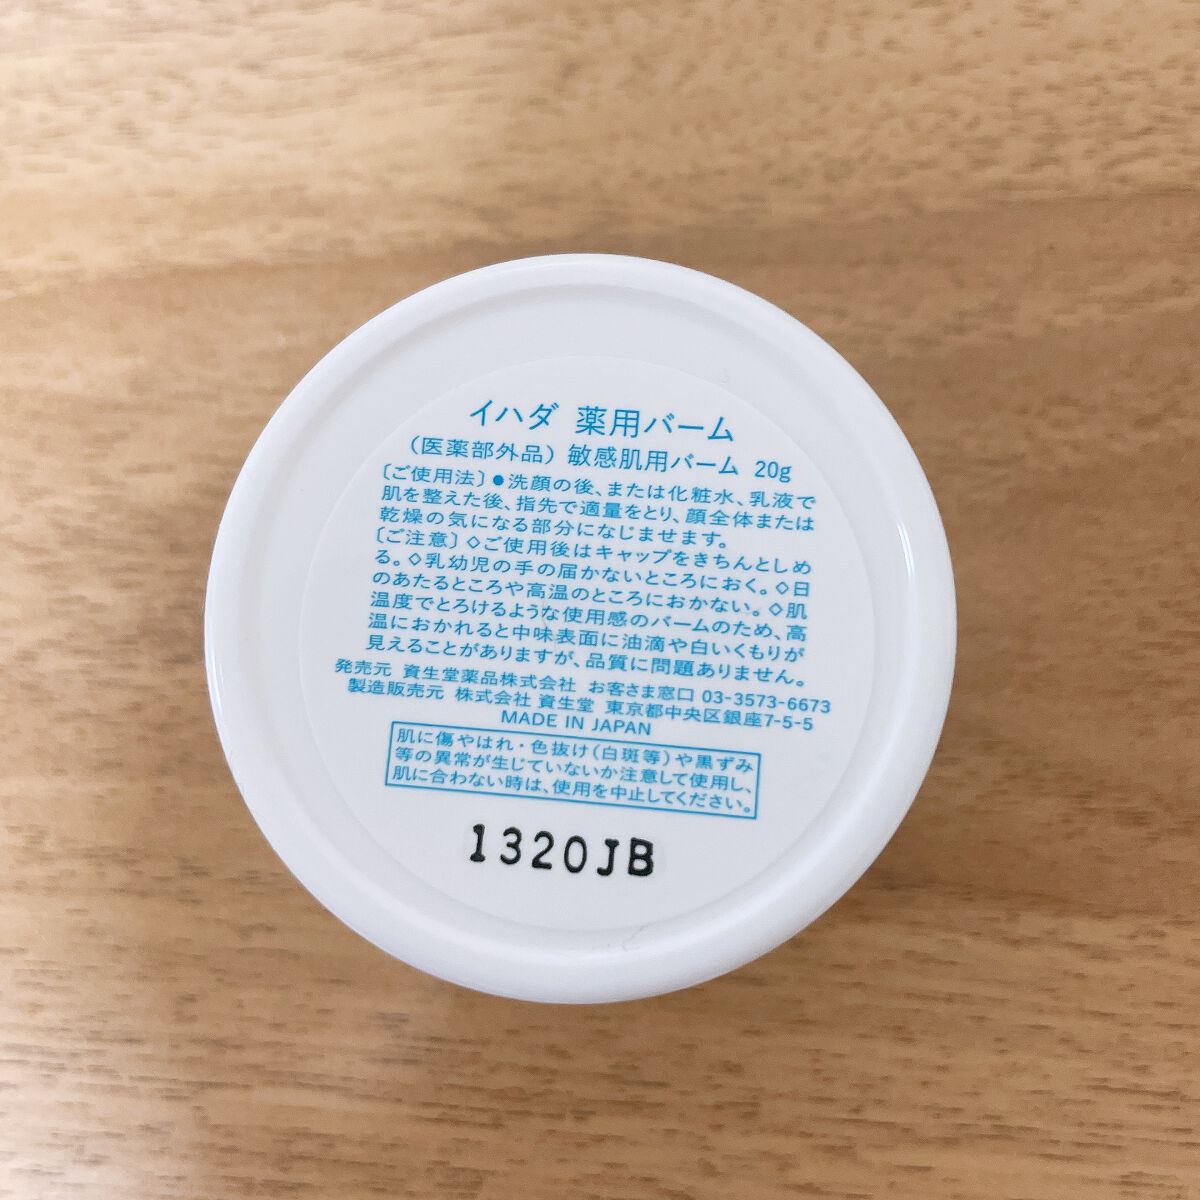 イハダ 薬用バーム
(医薬部外品) 敏感肌用バーム 20g
〔ご使用法〕●洗顔の後、または化粧水、乳液で
肌を整えた後、指先で適量をとり、顔全体または
乾燥の気になる部分になじませます。
〔ご注意〕◇ご使用後はキャップをきちんとしめ
る。◇乳幼児の手の届かないところにおく。◇日
のあたるところや高温のところにおかない。◇肌
温度でとろけるような使用感のバームのため、高
温におかれると中味表面に油滴や白いくもりが
見えることがありますが、品質に問題ありません。
発売元 資生堂薬品株式会社 お客さま窓口 03-3573-6673
製造販売元 株式会社 資生堂 東京都中央区銀座7-5-5
MADE IN JAPAN
肌に傷やはれ・色抜け(白斑等)や黒ずみ
等の異常が生じていないか注意して使用し、
肌に合わない時は、使用を中止してください。
1320JB